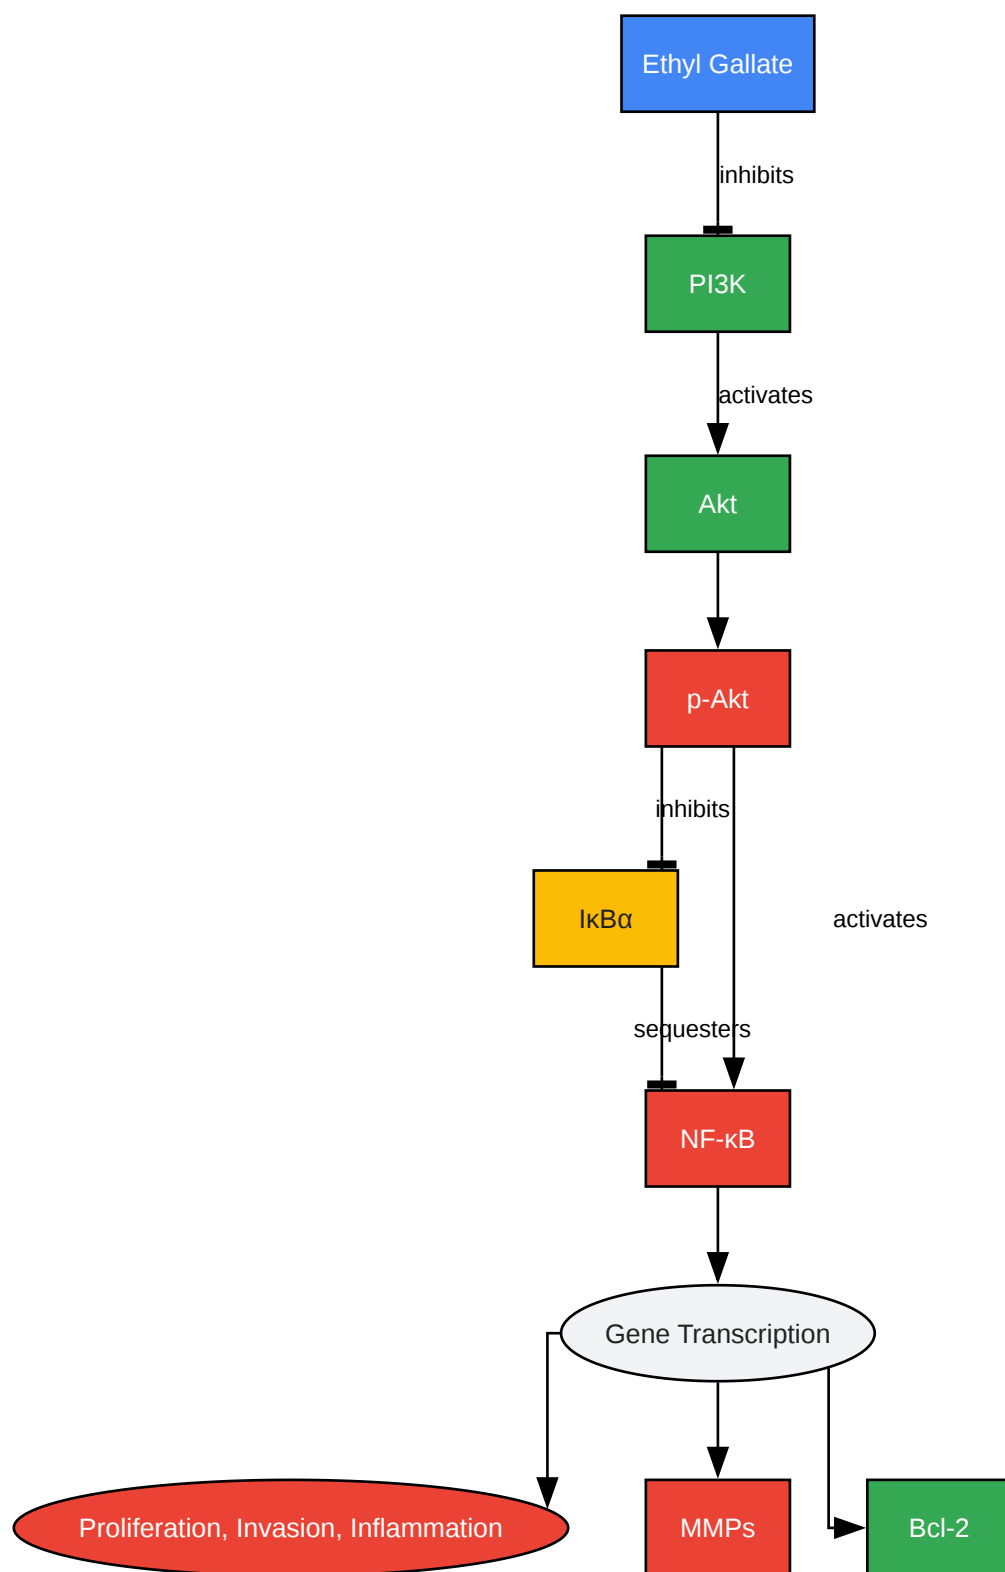 Ethyl Gallate
inhibits
PI3K
activates
Akt
p-Akt
inhibits
IκBα
activates
sequesters
NF-κB
Gene Transcription
Proliferation, Invasion, Inflammation
MMPs
Bcl-2